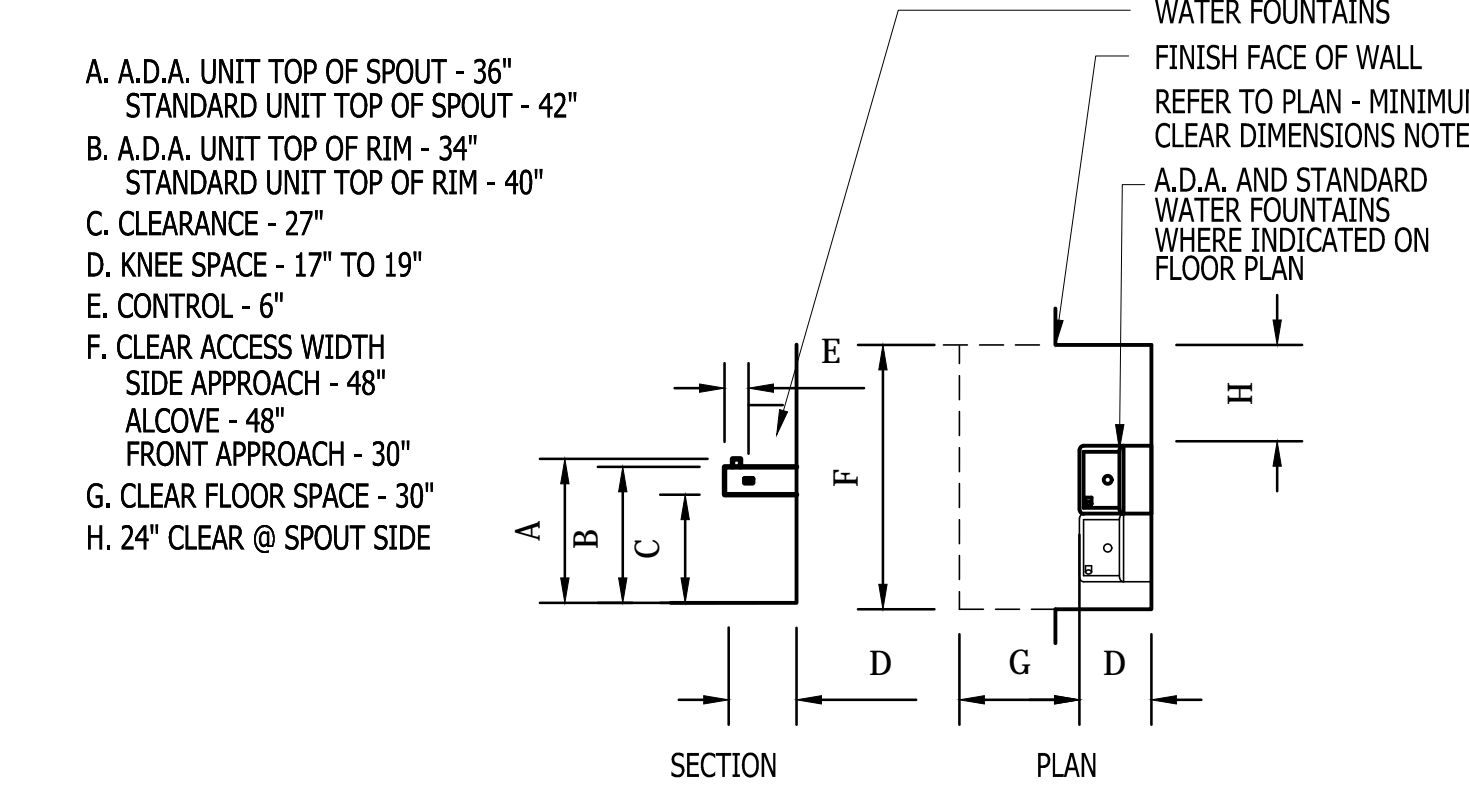 A. A.D.A. UNIT TOP OF SPOUT - 36"
STANDARD UNIT TOP OF SPOUT - 42"
B. A.D.A. UNIT TOP OF RIM - 34"
STANDARD UNIT TOP OF RIM - 40"
C. CLEARANCE - 27"
D. KNEE SPACE - 17" TO 19"
E. CONTROL - 6"
F. CLEAR ACCESS WIDTH
SIDE APPROACH - 48"
ALCOVE - 48"
FRONT APPROACH - 30"
G. CLEAR FLOOR SPACE - 30"
H. 24" CLEAR @ SPOUT SIDE
WATER FOUNTAINS
FINISH FACE OF WALL
REFER TO PLAN - MINIMUM
CLEAR DIMENSIONS NOTE
A.D.A. AND STANDARD
WATER FOUNTAINS
WHERE INDICATED ON
FLOOR PLAN
E
H
F
A
B
C
D
G
D
SECTION
PLAN